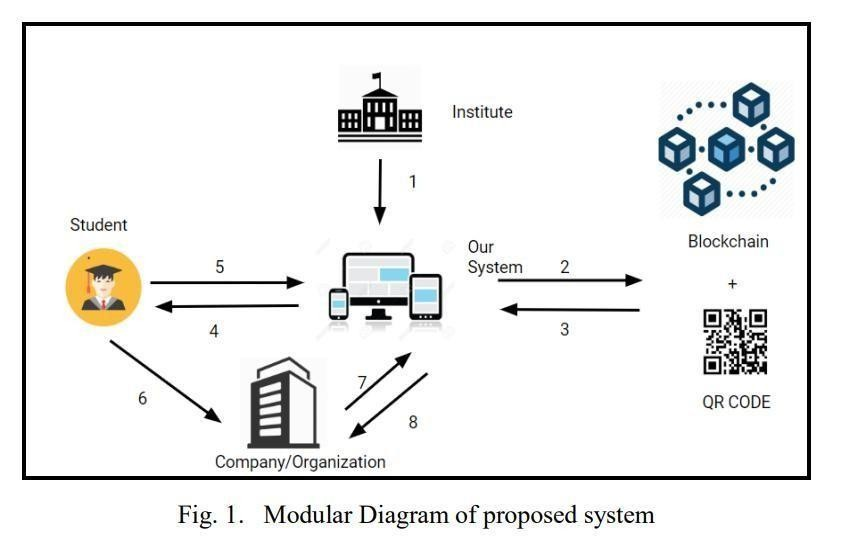 Institute
1
Student
Our
System
Blockchain
5
2
+
4
3
7
6
8
QR CODE
Company/Organization
Fig. 1. Modular Diagram of proposed system